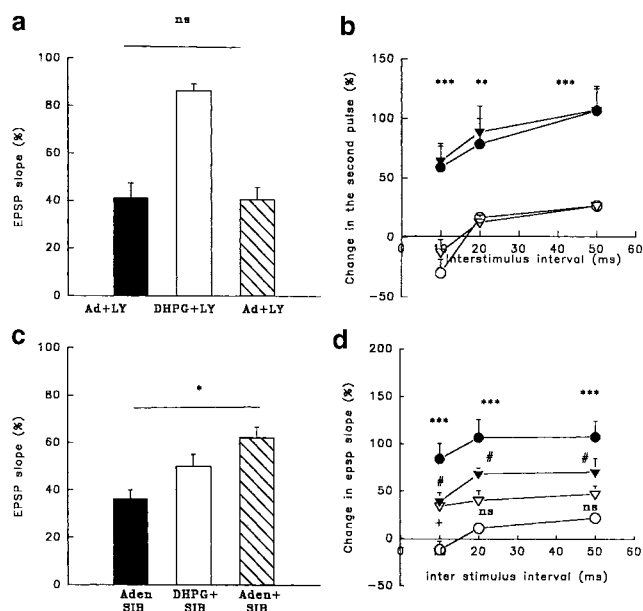 a
ns
EPSP slope (%)
100
80
60
40
20
0
Ad+LY DHPG+LY Ad+LY
b
Change in the second pulse (%)
150
100
50
0
-50
*** ** ***
0 10 20 30 40 50 60
Interstimulus interval (ms)
c
*
EPSP slope (%)
100
80
60
40
20
0
Aden DHPG+ Aden+
SIB SIB SIB
d
Change in epsp slope (%)
200
150
100
50
0
-50
*** *** ***
# # #
+ ns ns
0 10 20 30 40 50 60
inter stimulus interval (ms)